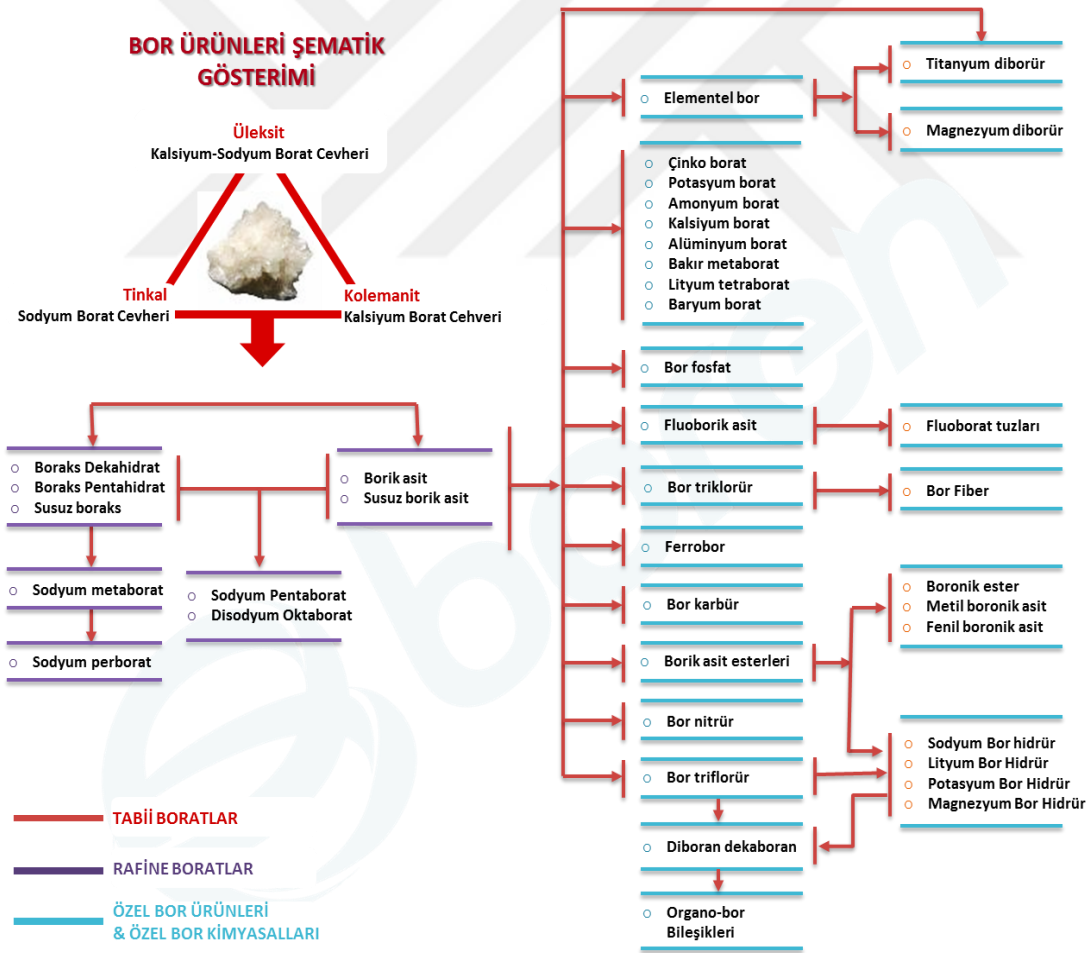 BOR ÜRÜNLERİ ŞEMATİK
GÖSTERİMİ
Üleksit
Kalsiyum-Sodyum Borat Cevheri
Tinkal
Sodyum Borat Cevheri
Kolemanit
Kalsiyum Borat Cehveri
Boraks Dekahidrat
Boraks Pentahidrat
Susuz boraks
Sodyum metaborat
Sodyum perborat
Sodyum Pentaborat
Disodyum Oktaborat
Borik asit
Susuz borik asit
Elementel bor
Titanyum diborür
Magnezyum diborür
Çinko borat
Potasyum borat
Amonyum borat
Kalsiyum borat
Alüminyum borat
Bakır metaborat
Lityum tetraborat
Baryum borat
Bor fosfat
Fluoborik asit
Fluoborat tuzları
Bor triklorür
Bor Fiber
Ferrobor
Bor karbür
Borik asit esterleri
Boronik ester
Metil boronik asit
Fenil boronik asit
Bor nitrür
Bor triflorür
Sodyum Bor hidrür
Lityum Bor Hidrür
Potasyum Bor Hidrür
Magnezyum Bor Hidrür
Diboran dekaboran
Organo-bor
Bileşikleri
TABİİ BORATLAR
RAFİNE BORATLAR
ÖZEL BOR ÜRÜNLERİ
& ÖZEL BOR KİMYASALLARI
boren